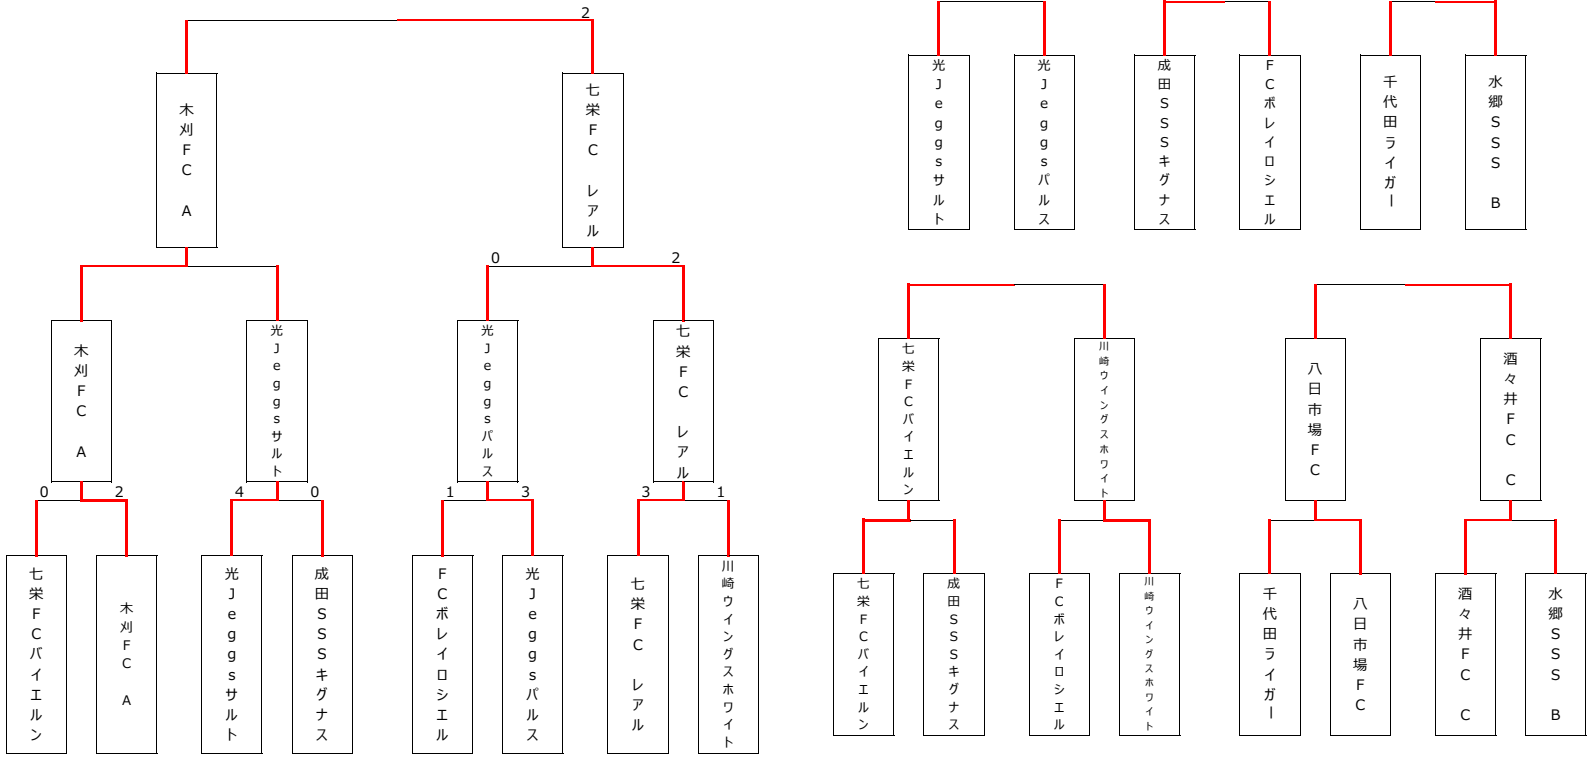 2
木刈FC A
七栄FC レアル
0
2
木刈FC A
光Jeggsサルト
光Jeggsパルス
七栄FC レアル
0
2
4
0
1
3
3
1
七栄FCバイエルン
木刈FC A
光Jeggsサルト
成田SSSキグナス
FCボレイロシエル
光Jeggsパルス
七栄FC レアル
川崎ウイングスホワイト
光Jeggsサルト
光Jeggsパルス
成田SSSキグナス
FCボレイロシエル
千代田ライガー
水郷SSS B
七栄FCバイエルン
川崎ウイングスホワイト
八日市場FC
酒々井FC C
七栄FCバイエルン
成田SSSキグナス
FCボレイロシエル
川崎ウイングスホワイト
千代田ライガー
八日市場FC
酒々井FC C
水郷SSS B